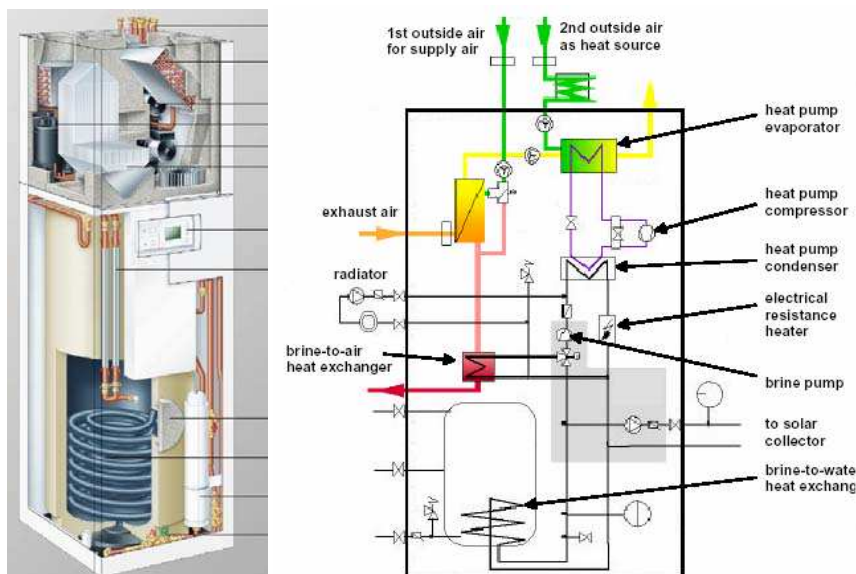 1st outside air
for supply air
2nd outside air
as heat source
heat pump
evaporator
exhaust air
heat pump
compressor
heat pump
condenser
radiator
electrical
resistance
heater
brine-to-air
heat exchanger
brine pump
to solar
collector
brine-to-wate
heat exchang